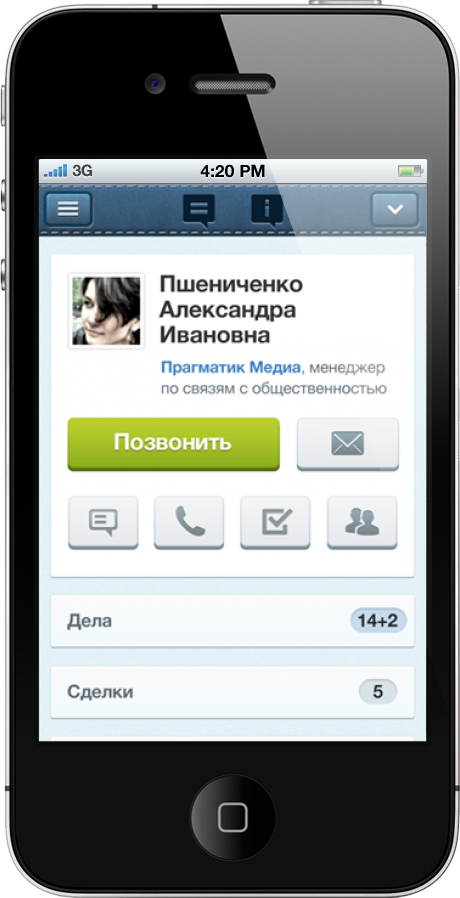 3G 4:20 PM
Пшениченко
Александра
Ивановна
Прагматик Медиа, менеджер
по связям с общественностью
Позвонить
Дела 14+2
Сделки 5